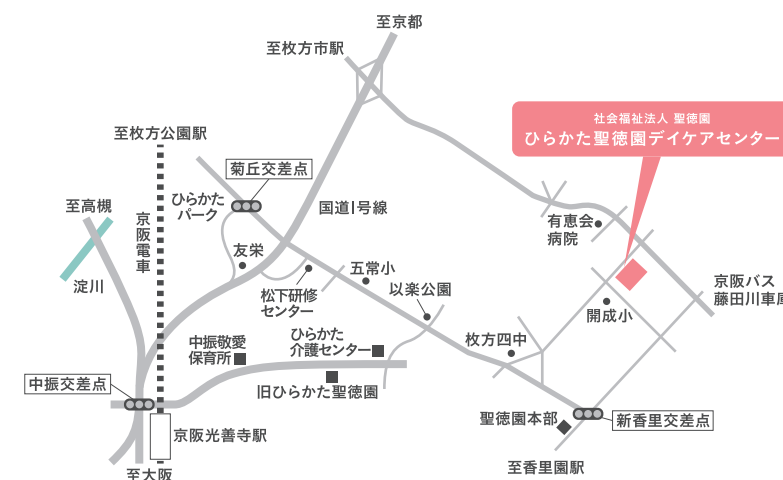 至京都
至枚方市駅
社会福祉法人 聖徳園
ひらかた聖徳園デイケアセンター
至枚方公園駅
菊丘交差点
ひらかた
パーク
至高槻
国道1号線
京阪電車
有恵会
病院
友栄
五常小
淀川
松下研修
センター
以楽公園
京阪バス
藤田川車庫
開成小
中振敬愛
保育所
ひらかた
介護センター
枚方四中
中振交差点
旧ひらかた聖徳園
聖徳園本部
新香里交差点
京阪光善寺駅
至大阪
至香里園駅